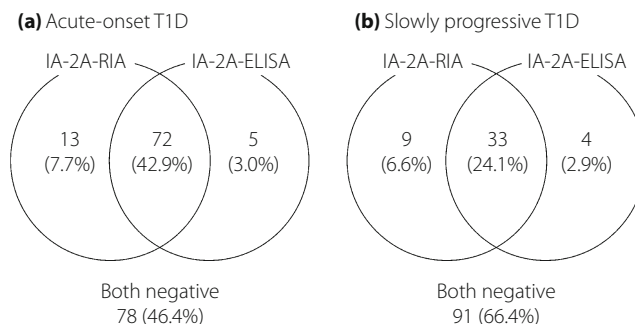 (a) Acute-onset T1D
IA-2A-RIA IA-2A-ELISA
13 72 5
(7.7%) (42.9%) (3.0%)
Both negative
78 (46.4%)
(b) Slowly progressive T1D
IA-2A-RIA IA-2A-ELISA
9 33 4
(6.6%) (24.1%) (2.9%)
Both negative
91 (66.4%)